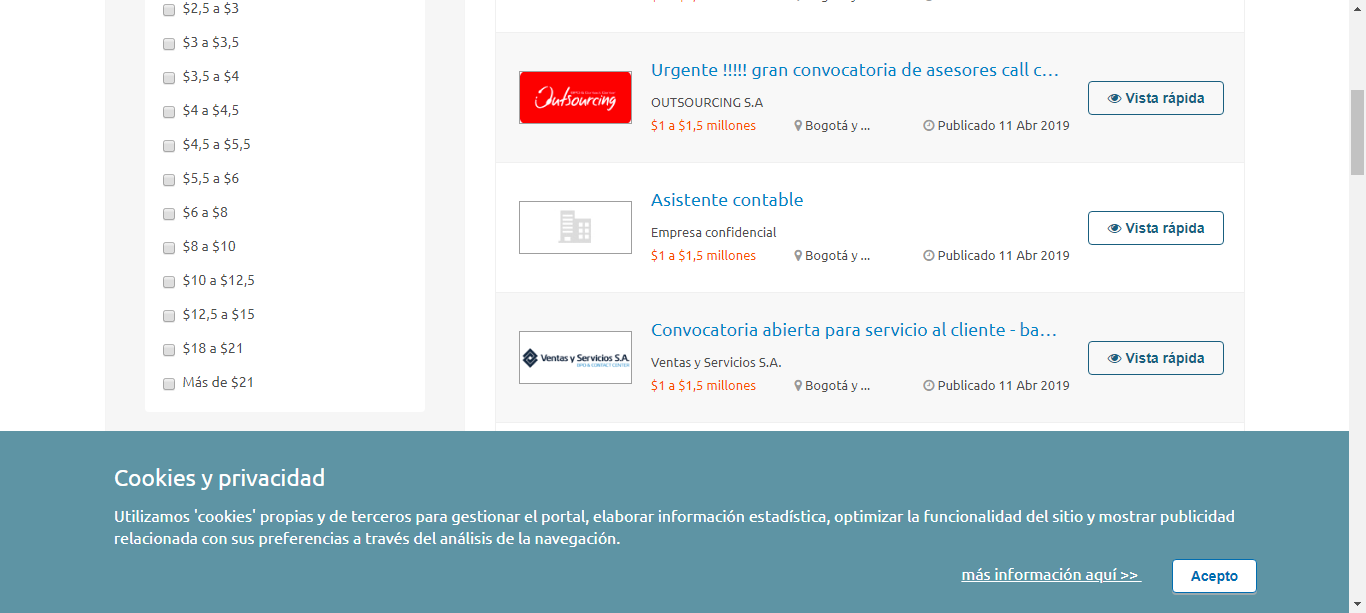 $2,5 a $3
$3 a $3,5
$3,5 a $4
$4 a $4,5
$4,5 a $5,5
$5,5 a $6
$6 a $8
$8 a $10
$10 a $12,5
$12,5 a $15
$18 a $21
Más de $21
Outsourcing
Urgente !!!!! gran convocatoria de asesores call c...
OUTSOURCING S.A
$1 a $1,5 millones
Bogotá y ...
Publicado 11 Abr 2019
Vista rápida
Asistente contable
Empresa confidencial
$1 a $1,5 millones
Bogotá y ...
Publicado 11 Abr 2019
Vista rápida
Ventas y Servicios S.A.
BPO & CONTACT CENTER
Convocatoria abierta para servicio al cliente - ba...
Ventas y Servicios S.A.
$1 a $1,5 millones
Bogotá y ...
Publicado 11 Abr 2019
Vista rápida
Cookies y privacidad
Utilizamos 'cookies' propias y de terceros para gestionar el portal, elaborar información estadística, optimizar la funcionalidad del sitio y mostrar publicidad
relacionada con sus preferencias a través del análisis de la navegación.
más información aquí >>
Acepto